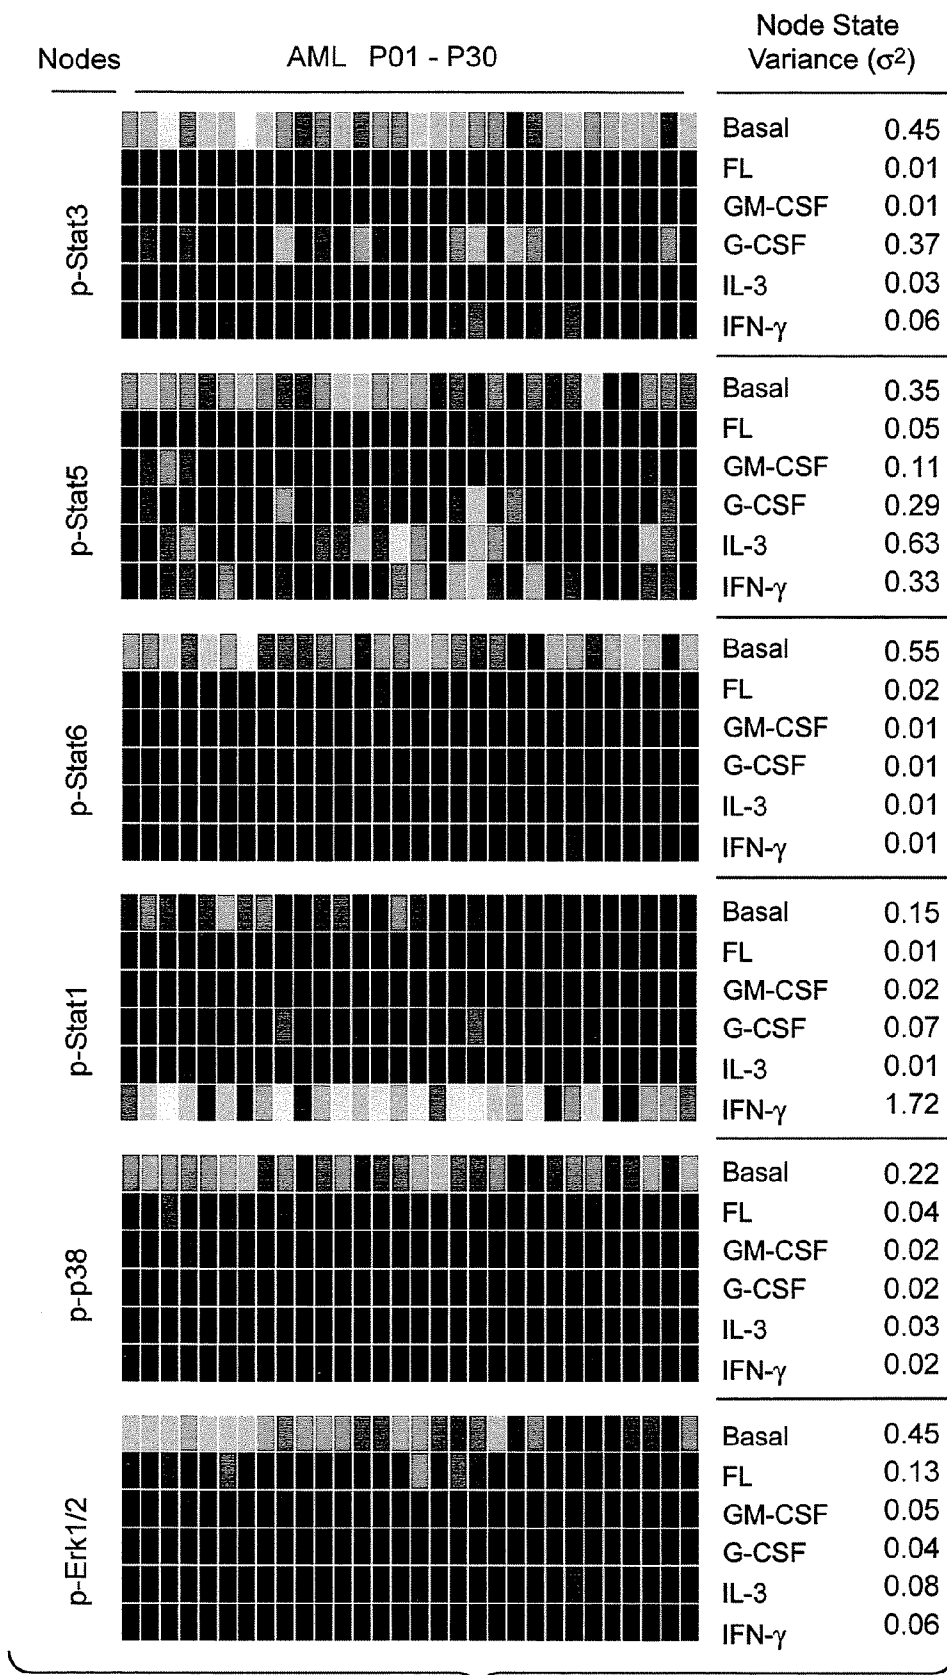 Nodes AML P01 - P30 Node State
Variance (σ²)
p-Stat3
Basal 0.45
FL 0.01
GM-CSF 0.01
G-CSF 0.37
IL-3 0.03
IFN-γ 0.06
p-Stat5
Basal 0.35
FL 0.05
GM-CSF 0.11
G-CSF 0.29
IL-3 0.63
IFN-γ 0.33
p-Stat6
Basal 0.55
FL 0.02
GM-CSF 0.01
G-CSF 0.01
IL-3 0.01
IFN-γ 0.01
p-Stat1
Basal 0.15
FL 0.01
GM-CSF 0.02
G-CSF 0.07
IL-3 0.01
IFN-γ 1.72
p-p38
Basal 0.22
FL 0.04
GM-CSF 0.02
G-CSF 0.02
IL-3 0.03
IFN-γ 0.02
p-Erk1/2
Basal 0.45
FL 0.13
GM-CSF 0.05
G-CSF 0.04
IL-3 0.08
IFN-γ 0.06